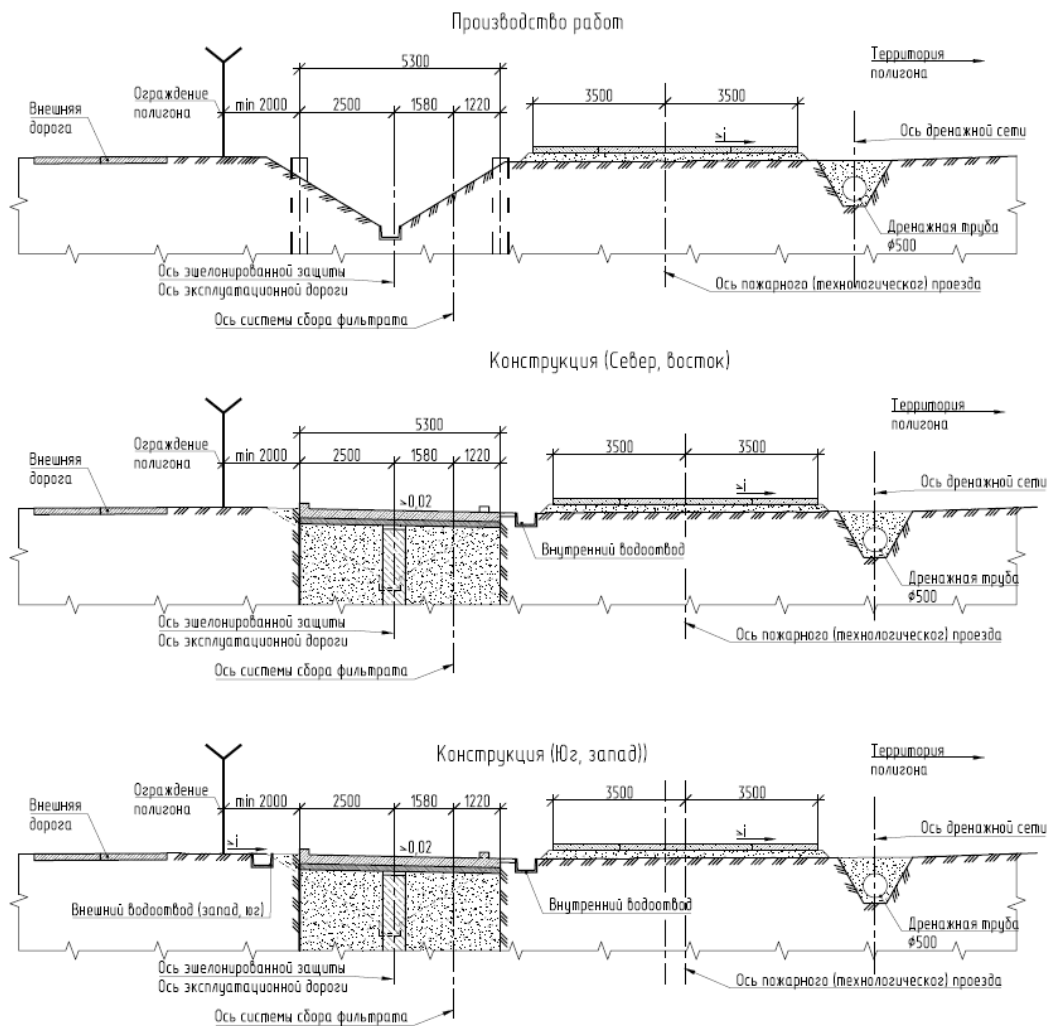 Производство работ
Территория
полигона
5300
Ограждение
полигона
min 2000
2500
1580
1220
3500
3500
Внешняя
дорога
i
Ось дренажной сети
Дренажная труба
ϕ500
Ось эшелонированной защиты
Ось эксплуатационной дороги
Ось пожарного (технологическог) проезда
Ось системы сбора фильтрата
Конструкция (Север, восток)
Территория
полигона
5300
Ограждение
полигона
min 2000
2500
1580
1220
3500
3500
Внешняя
дорога
0,02
i
Ось дренажной сети
Внутренний водоотвод
Дренажная труба
ϕ500
Ось эшелонированной защиты
Ось эксплуатационной дороги
Ось пожарного (технологическог) проезда
Ось системы сбора фильтрата
Конструкция (Юг, запад))
Территория
полигона
Ограждение
полигона
min 2000
2500
1580
1220
3500
3500
Внешняя
дорога
i
0,02
i
Ось дренажной сети
Внешний водоотвод (запад, юг)
Внутренний водоотвод
Дренажная труба
ϕ500
Ось эшелонированной защиты
Ось эксплуатационной дороги
Ось пожарного (технологическог) проезда
Ось системы сбора фильтрата